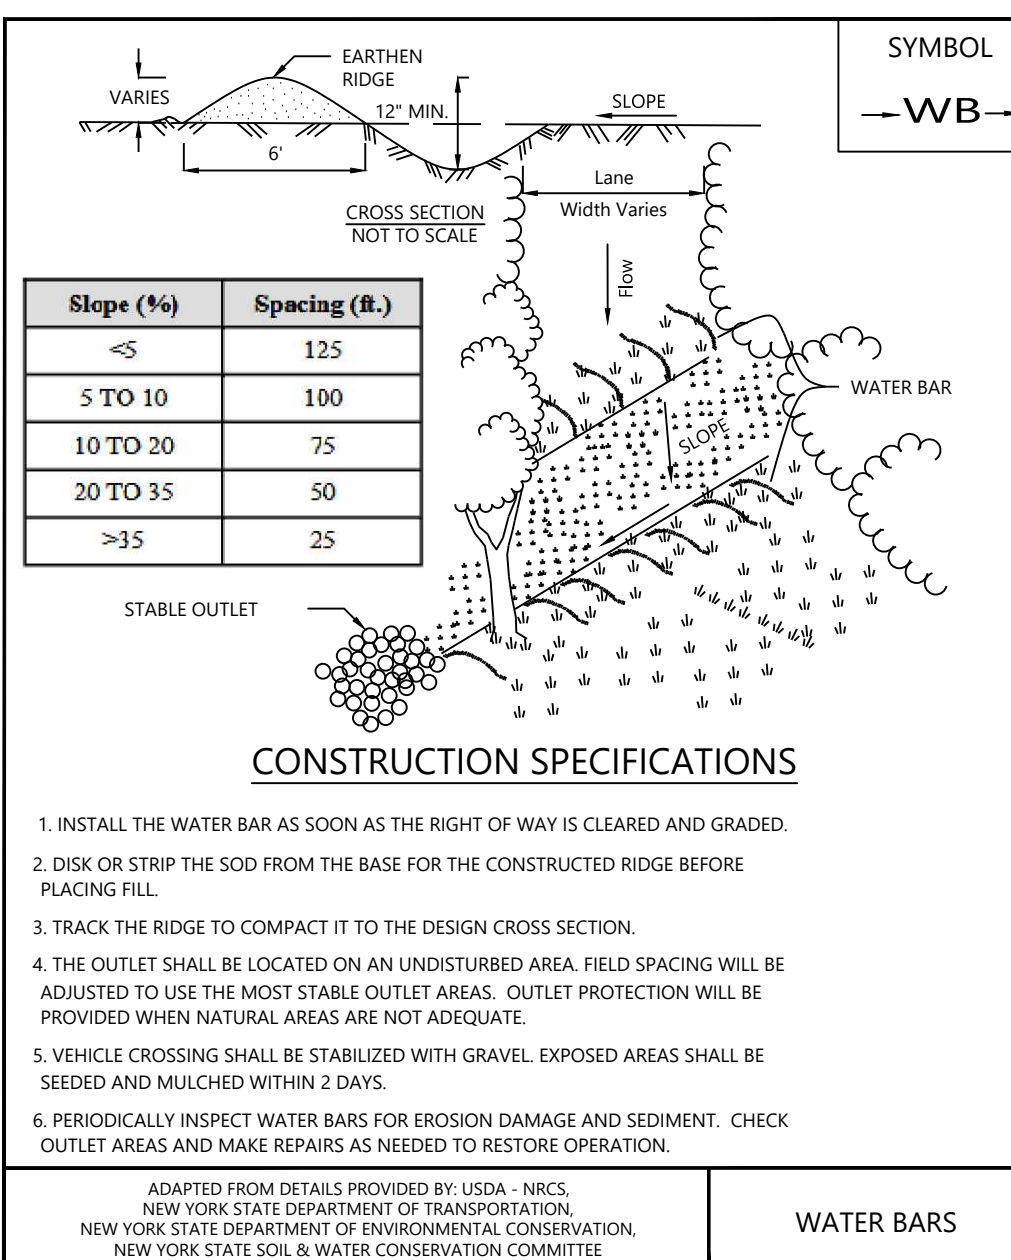 SYMBOL
WB
EARTHEN
RIDGE
VARIES
12" MIN.
SLOPE
6'
Lane
Width Varies
CROSS SECTION
NOT TO SCALE
Flow
Slope (%) Spacing (ft.)
<5 125
5 TO 10 100
10 TO 20 75
20 TO 35 50
>35 25
WATER BAR
SLOPE
STABLE OUTLET
CONSTRUCTION SPECIFICATIONS
1. INSTALL THE WATER BAR AS SOON AS THE RIGHT OF WAY IS CLEARED AND GRADED.
2. DISK OR STRIP THE SOD FROM THE BASE FOR THE CONSTRUCTED RIDGE BEFORE
PLACING FILL.
3. TRACK THE RIDGE TO COMPACT IT TO THE DESIGN CROSS SECTION.
4. THE OUTLET SHALL BE LOCATED ON AN UNDISTURBED AREA. FIELD SPACING WILL BE
ADJUSTED TO USE THE MOST STABLE OUTLET AREAS. OUTLET PROTECTION WILL BE
PROVIDED WHEN NATURAL AREAS ARE NOT ADEQUATE.
5. VEHICLE CROSSING SHALL BE STABILIZED WITH GRAVEL. EXPOSED AREAS SHALL BE
SEEDED AND MULCHED WITHIN 2 DAYS.
6. PERIODICALLY INSPECT WATER BARS FOR EROSION DAMAGE AND SEDIMENT. CHECK
OUTLET AREAS AND MAKE REPAIRS AS NEEDED TO RESTORE OPERATION.
ADAPTED FROM DETAILS PROVIDED BY: USDA - NRCS,
NEW YORK STATE DEPARTMENT OF TRANSPORTATION,
NEW YORK STATE DEPARTMENT OF ENVIRONMENTAL CONSERVATION,
NEW YORK STATE SOIL & WATER CONSERVATION COMMITTEE
WATER BARS